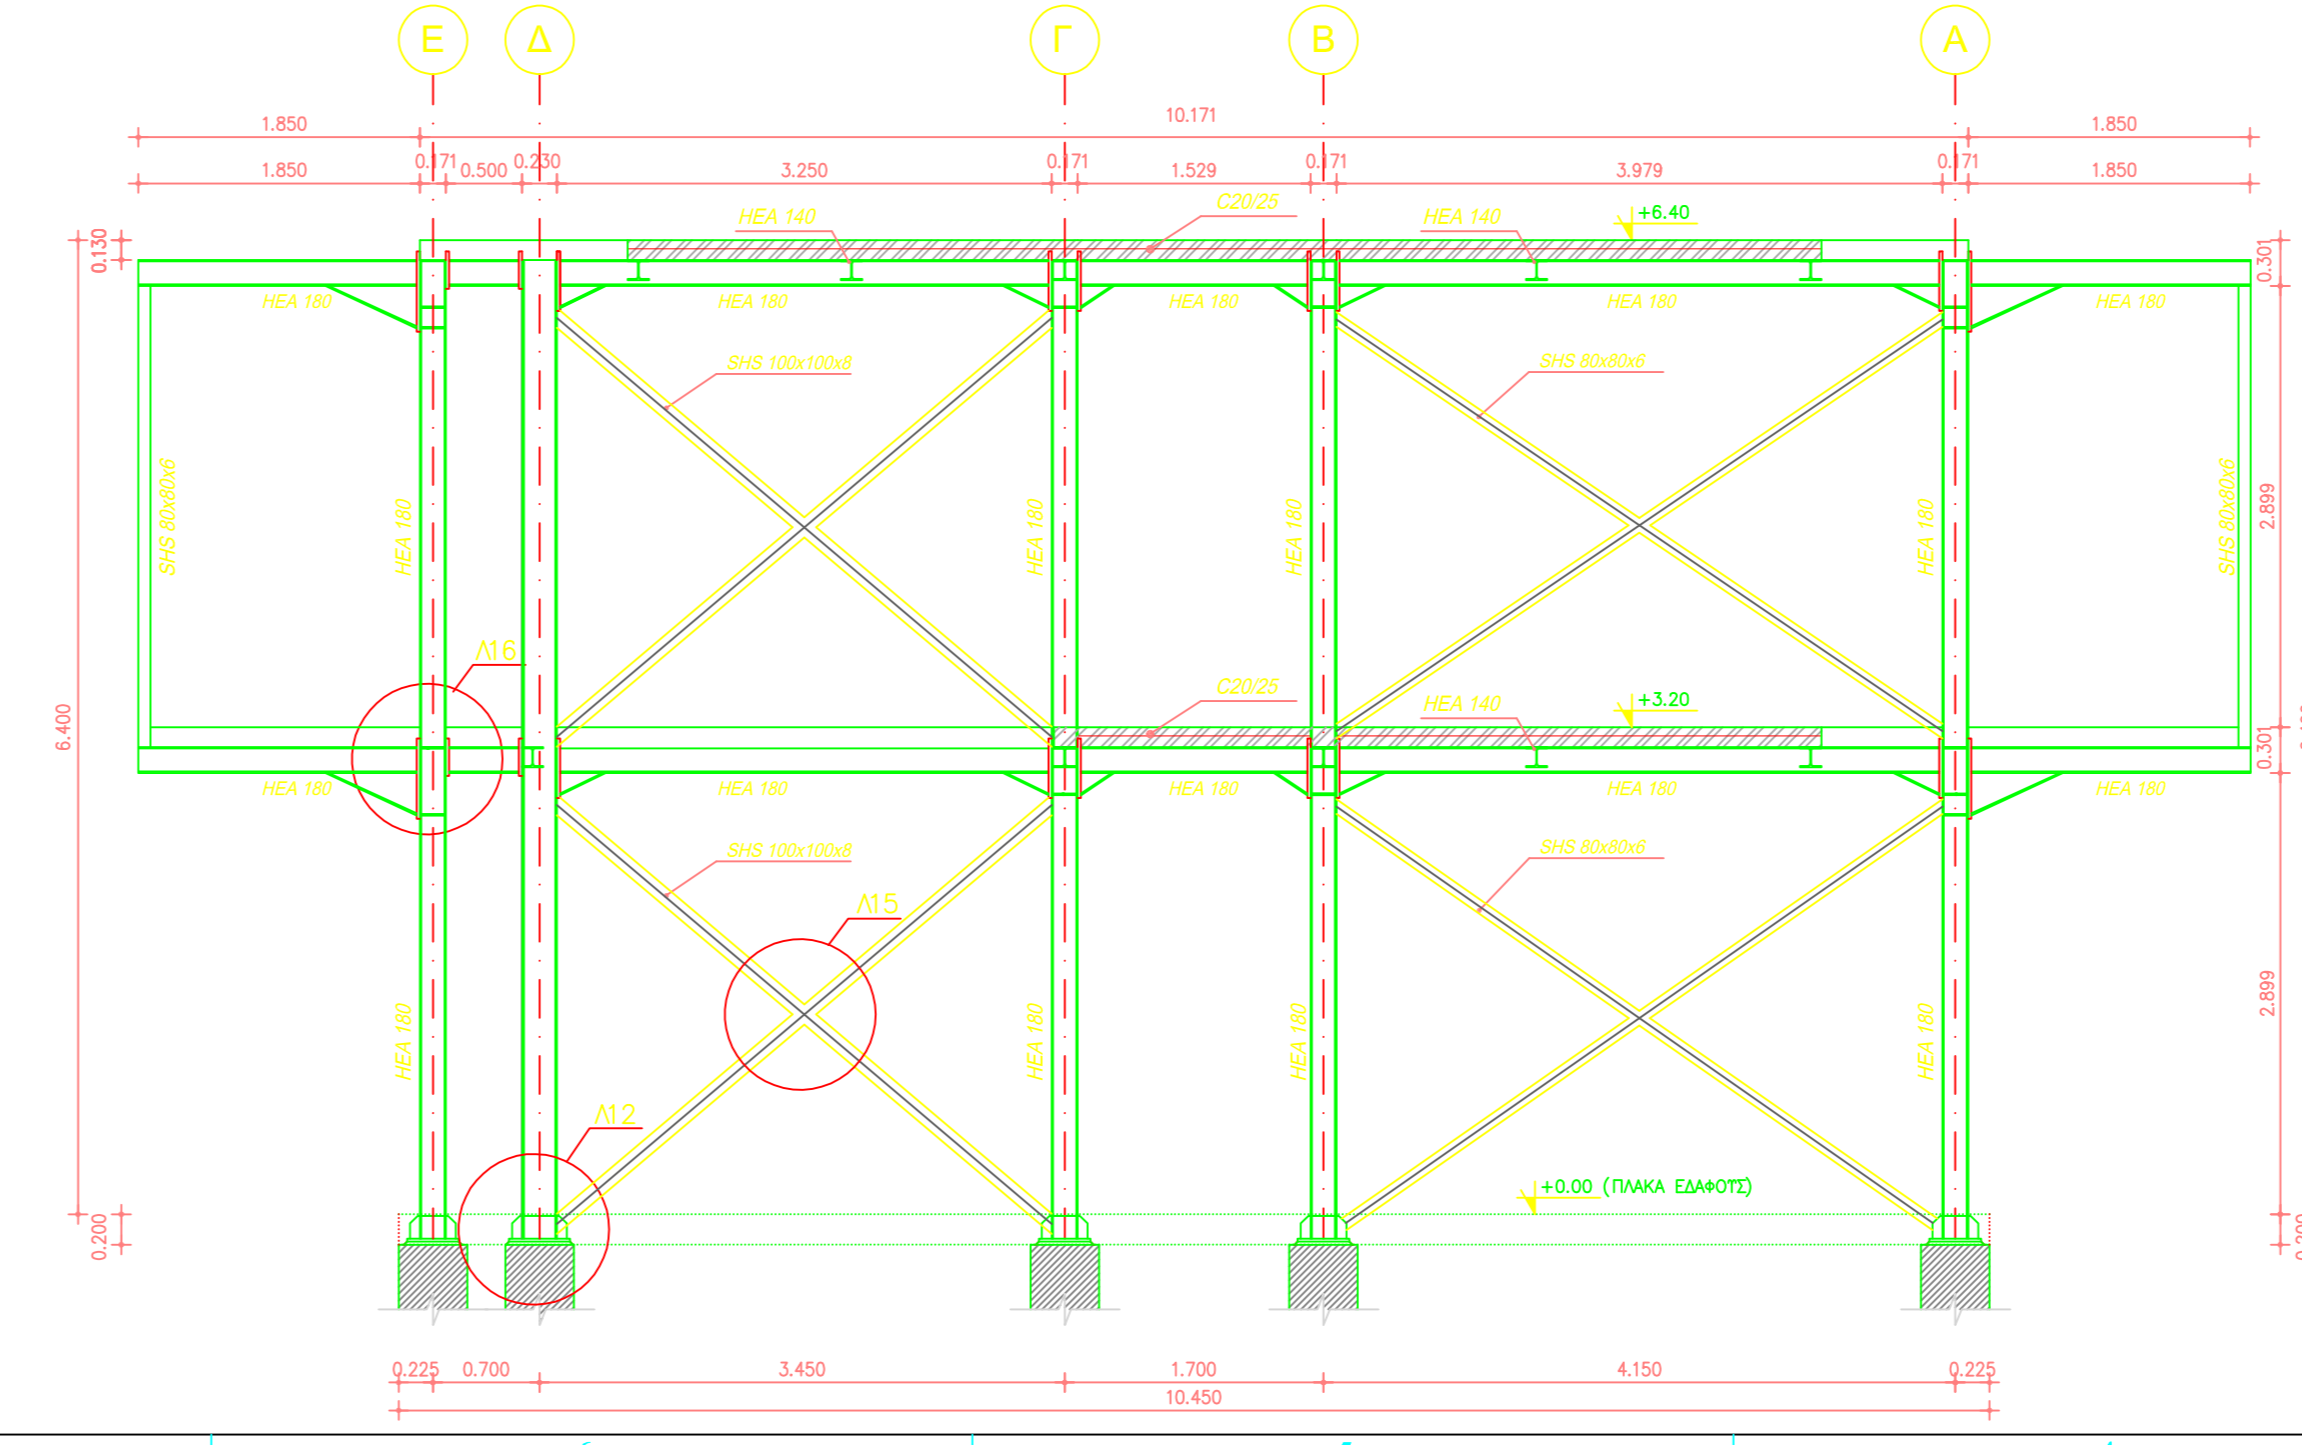 Ε Δ Γ Β Α
1.850 10.171 1.850
1.850 0.171 0.500 0.230 3.250 0.171 1.529 0.171 3.979 0.171 1.850
HEA 140 C20/25 HEA 140 +6.40
0.130 0.301
HEA 180 HEA 180 HEA 180 HEA 180 HEA 180
SHS 100x100x8 SHS 80x80x6
SHS 80x80x6 HEA 180 HEA 180 HEA 180 HEA 180 SHS 80x80x6 2.899
Λ16
6.400
C20/25 HEA 140 +3.20
0.301
HEA 180 HEA 180 HEA 180 HEA 180 HEA 180
SHS 100x100x8 SHS 80x80x6
Λ15
HEA 180 HEA 180 HEA 180 HEA 180 2.899
Λ12
+0.00 (ΠΛΑΚΑ ΕΔΑΦΟΥΣ)
0.200 0.200
0.225 0.700 3.450 1.700 4.150 0.225
10.450